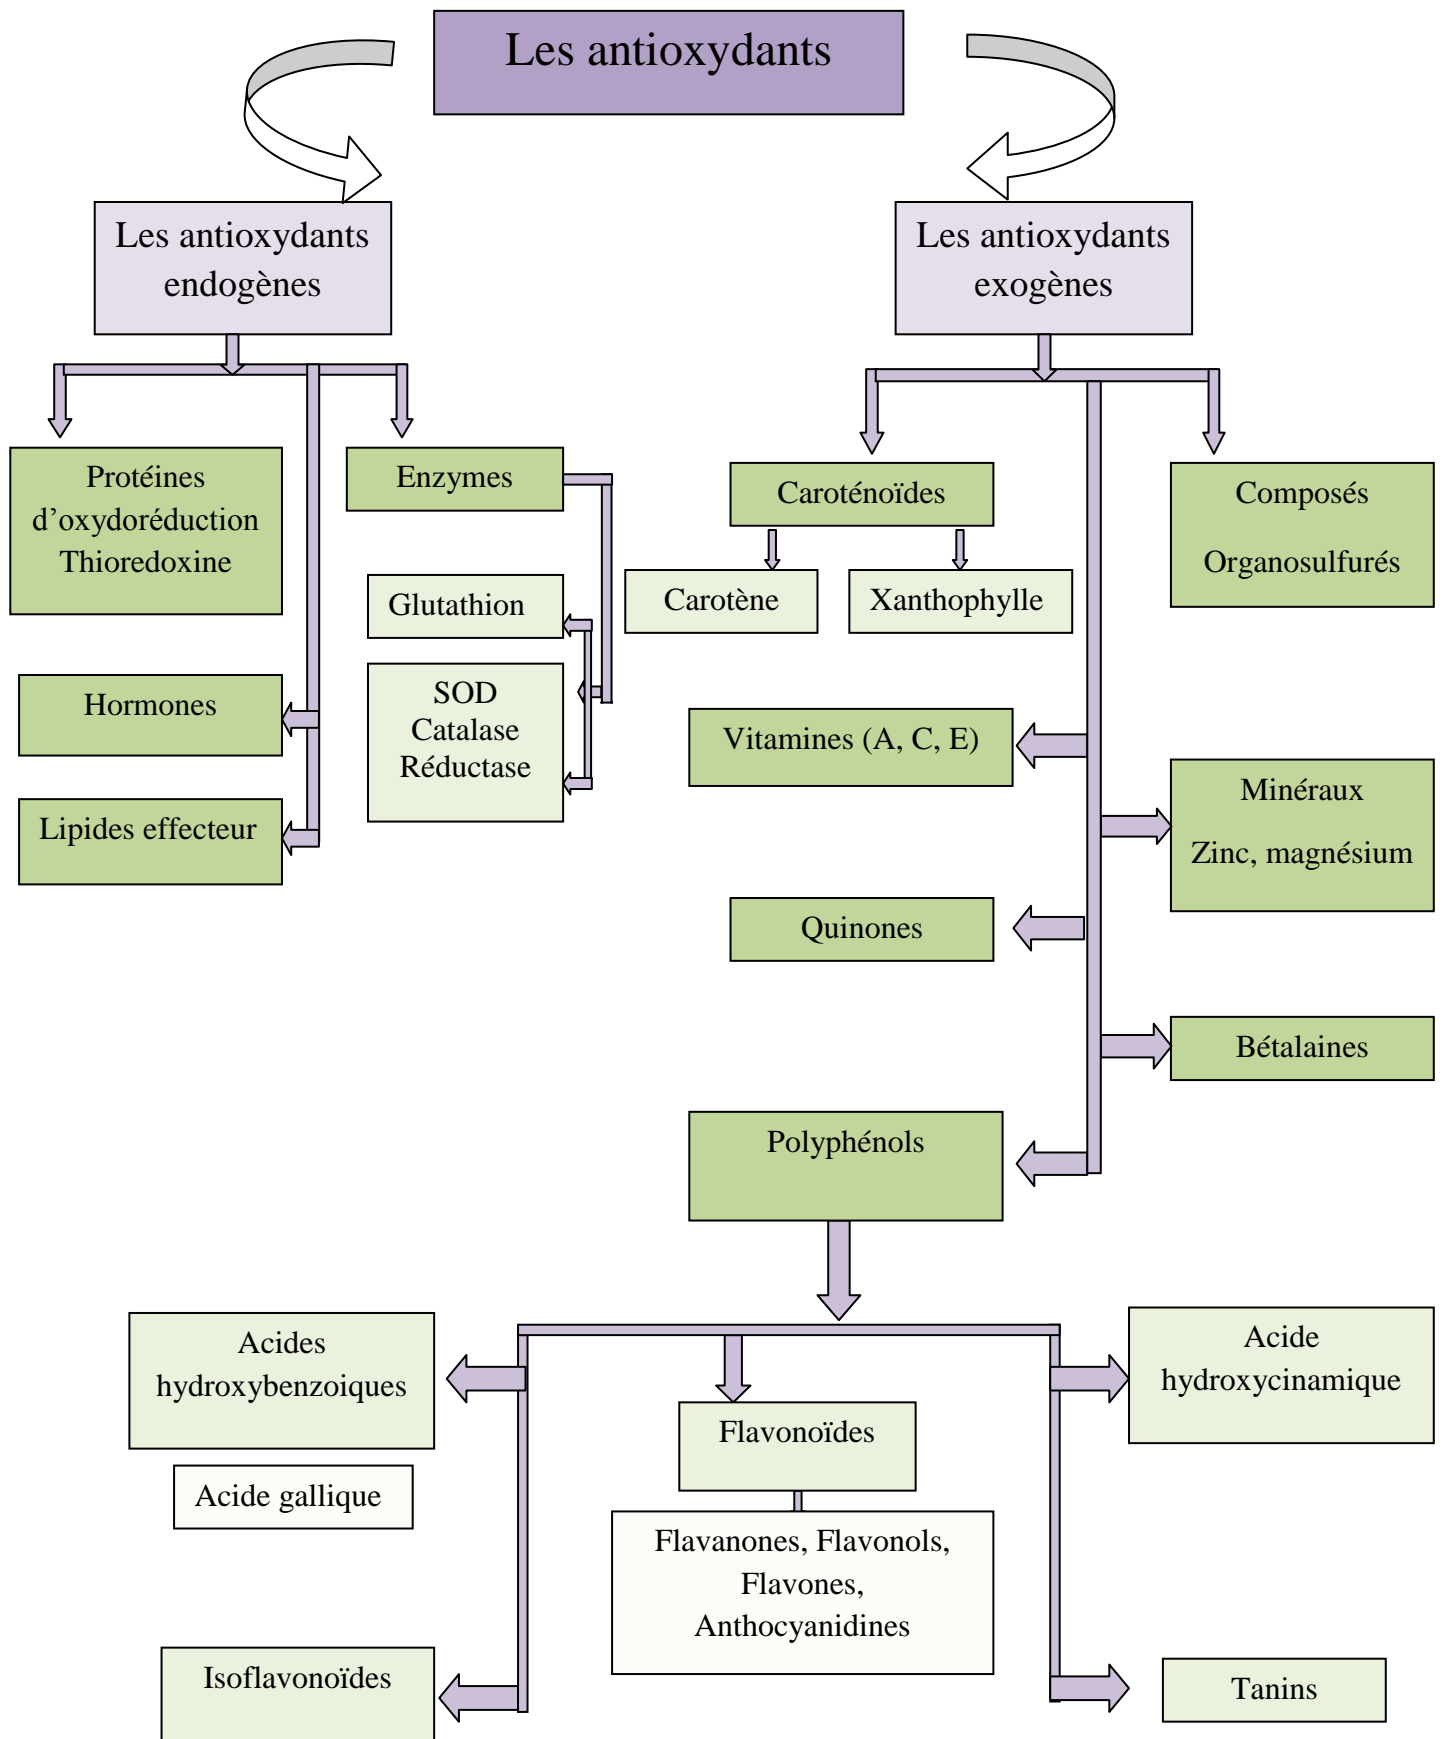 Les antioxydants
Les antioxydants
endogènes
Les antioxydants
exogènes
Protéines
d’oxydoréduction
Thioredoxine
Enzymes
Glutathion
SOD
Catalase
Réductase
Hormones
Lipides effecteur
Caroténoïdes
Carotène
Xanthophylle
Composés
Organosulfurés
Vitamines (A, C, E)
Minéraux
Zinc, magnésium
Quinones
Bétalaines
Polyphénols
Acides
hydroxybenzoiques
Acide gallique
Flavonoïdes
Flavanones, Flavonols,
Flavones,
Anthocyanidines
Acide
hydroxycinamique
Isoflavonoïdes
Tanins